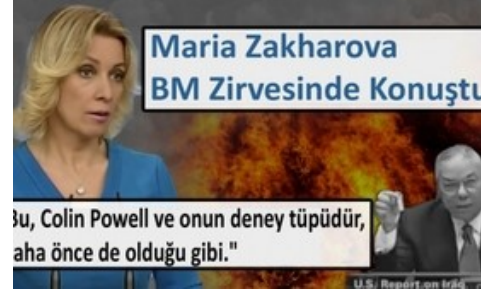 Maria Zakharova
BM Zirvesinde Konuştu
Bu, Colin Powell ve onun deney tüpüdür,
aha önce de olduğu gibi."
U.S. Report on Iraq